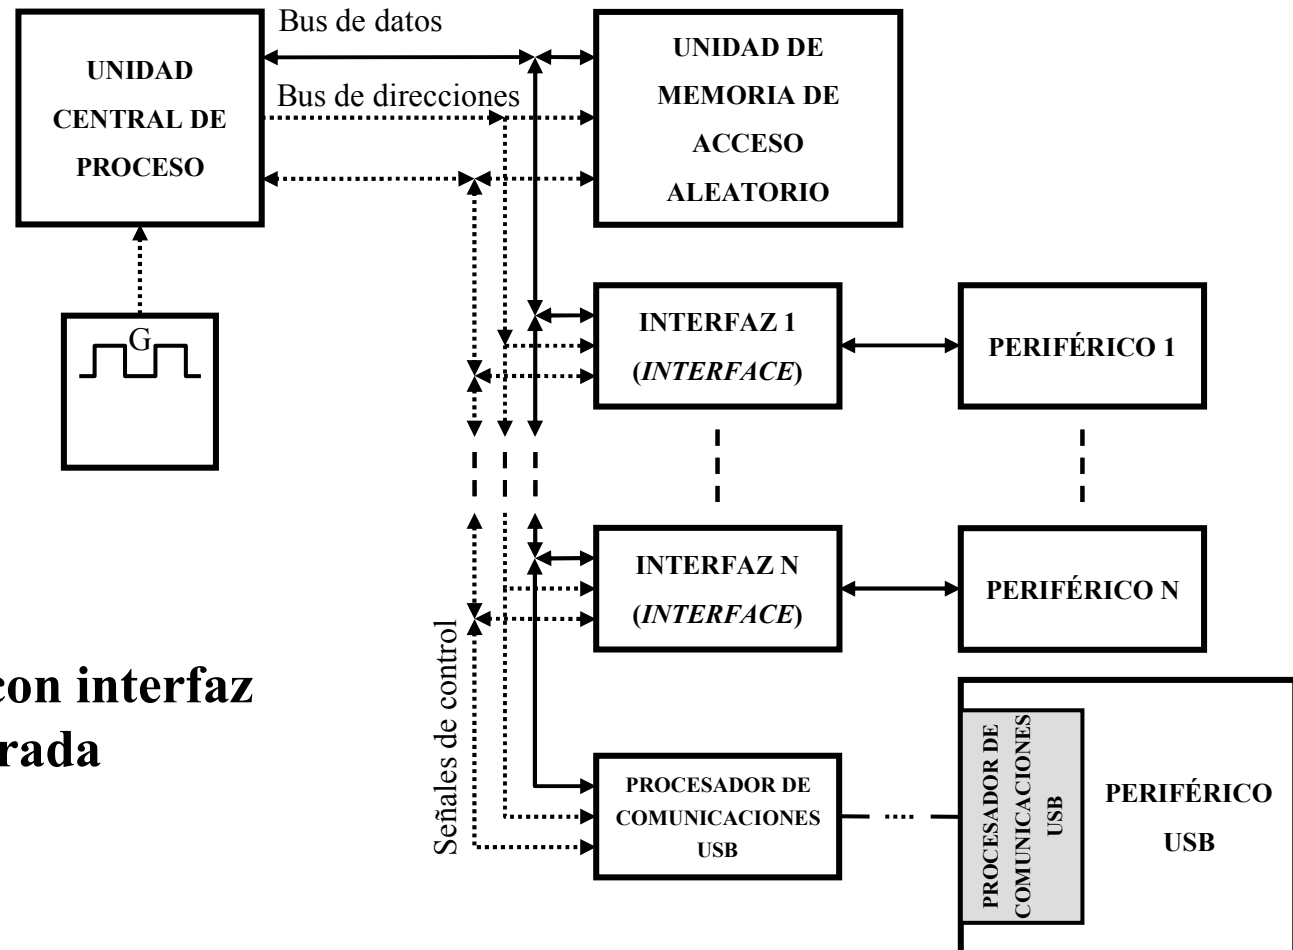 Bus de datos
UNIDAD
CENTRAL DE
PROCESO
Bus de direcciones
UNIDAD DE
MEMORIA DE
ACCESO
ALEATORIO
G
INTERFAZ 1
(INTERFACE)
PERIFÉRICO 1
INTERFAZ N
(INTERFACE)
PERIFÉRICO N
Señales de control
con interfaz
rada
PROCESADOR DE
COMUNICACIONES
USB
PROCESADOR DE
COMUNICACIONES
USB
PERIFÉRICO
USB